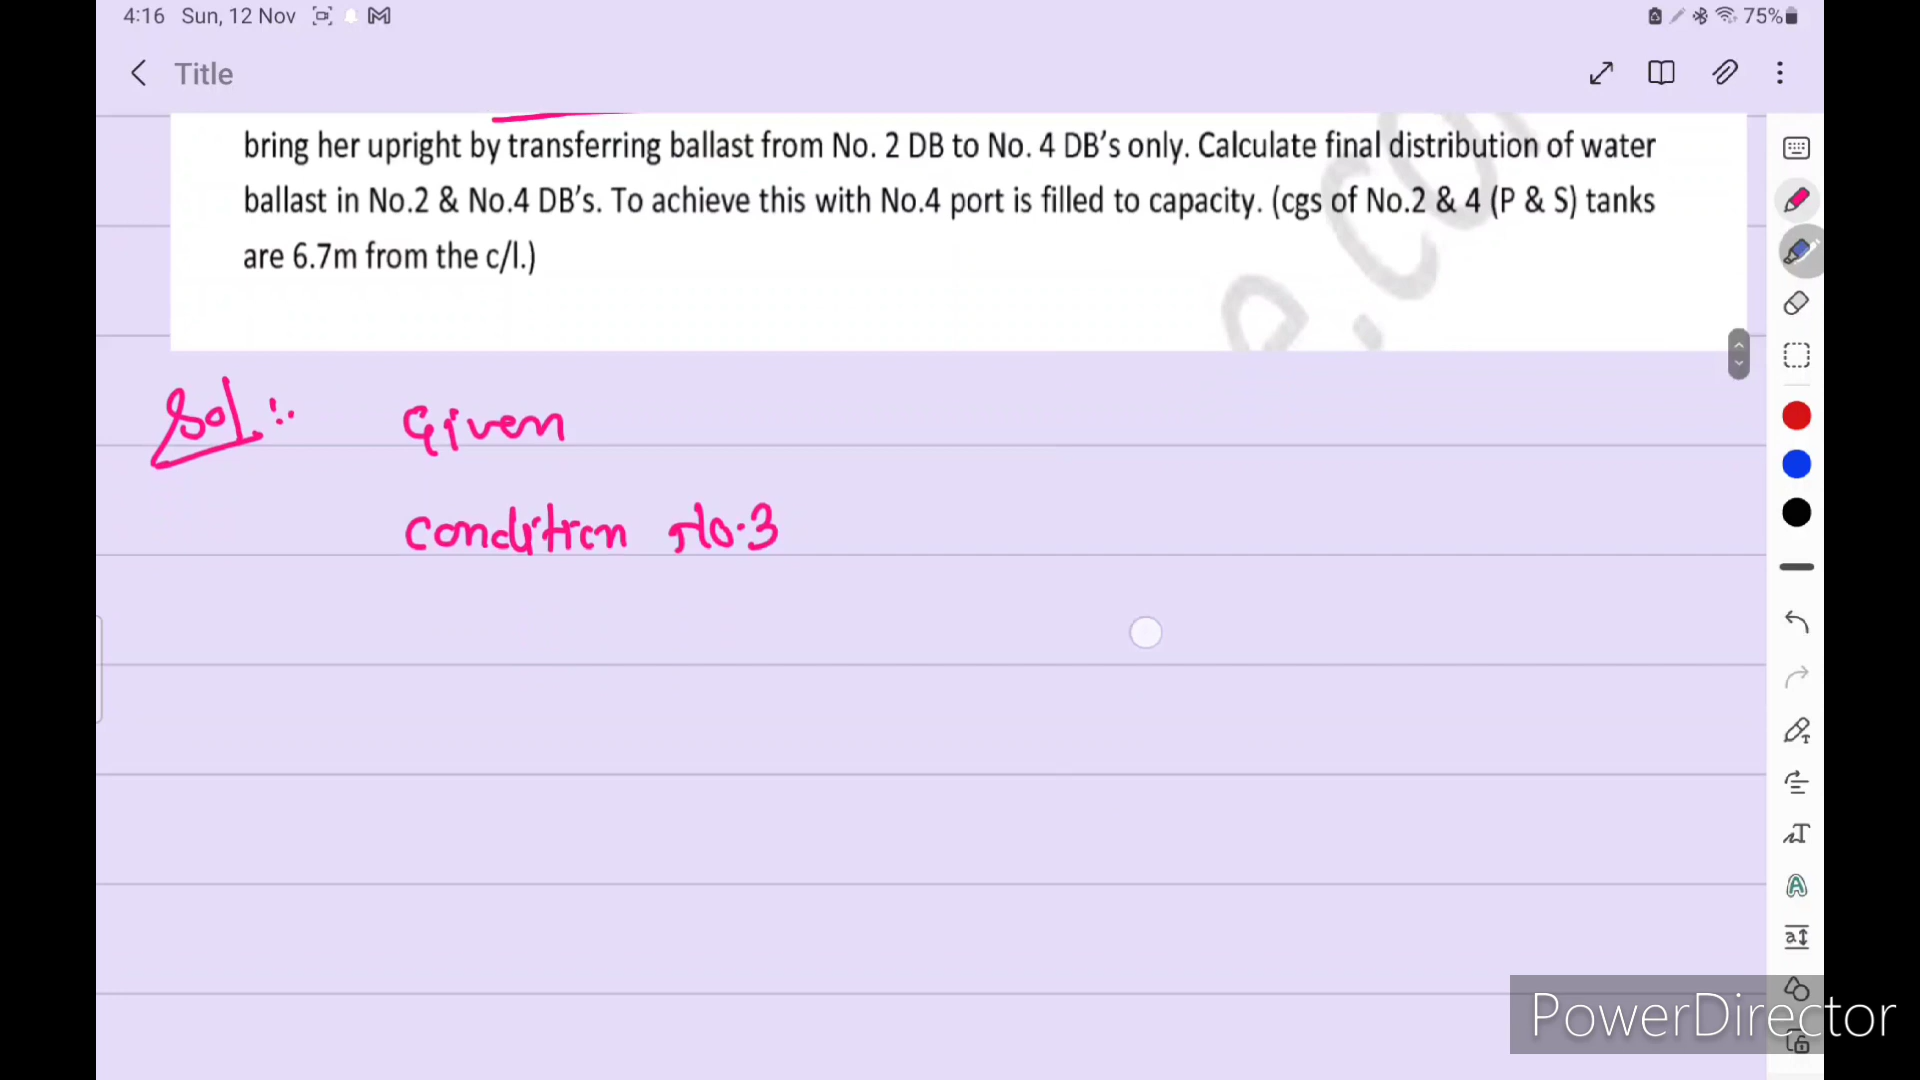 4:16 Sun, 12 Nov 75%
Title
bring her upright by transferring ballast from No. 2 DB to No. 4 DB’s only. Calculate final distribution of water
ballast in No.2 & No.4 DB’s. To achieve this with No.4 port is filled to capacity. (cgs of No.2 & 4 (P & S) tanks
are 6.7m from the c/l.)
Sol :- Given
Condition No.3
PowerDirector